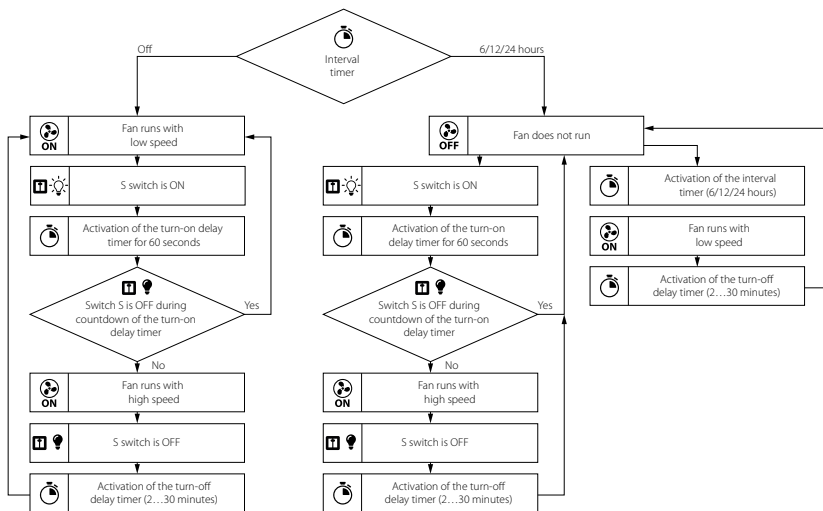 Interval
timer
Off
6/12/24 hours
ON
Fan runs with
low speed
S switch is ON
Activation of the turn-on delay
timer for 60 seconds
Switch S is OFF during
countdown of the turn-on
delay timer
Yes
No
ON
Fan runs with
high speed
S switch is OFF
Activation of the turn-off
delay timer (2...30 minutes)
OFF
Fan does not run
S switch is ON
Activation of the turn-on
delay timer for 60 seconds
Switch S is OFF during
countdown of the turn-on
delay timer
Yes
No
ON
Fan runs with
high speed
S switch is OFF
Activation of the turn-off
delay timer (2...30 minutes)
Activation of the interval
timer (6/12/24 hours)
ON
Fan runs with
low speed
Activation of the turn-off
delay timer (2...30 minutes)